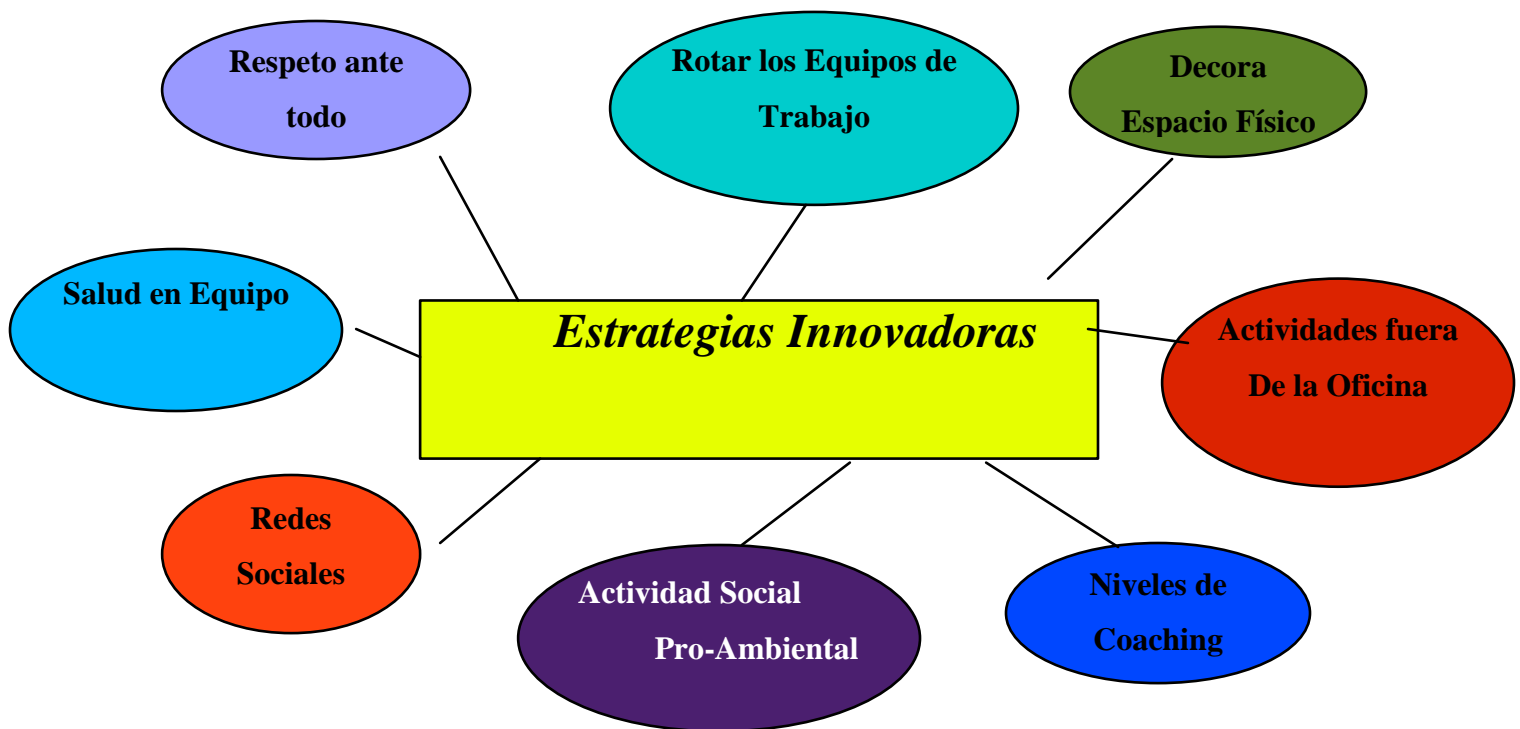 Respeto ante
todo
Rotar los Equipos de
Trabajo
Decora
Espacio Físico
Salud en Equipo
Estrategias Innovadoras
Actividades fuera
De la Oficina
Redes
Sociales
Actividad Social
Pro-Ambiental
Niveles de
Coaching